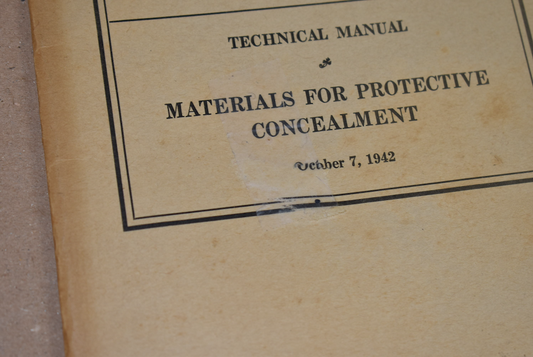 TECHNICAL MANUAL
MATERIALS FOR PROTECTIVE
CONCEALMENT
October 7, 1942